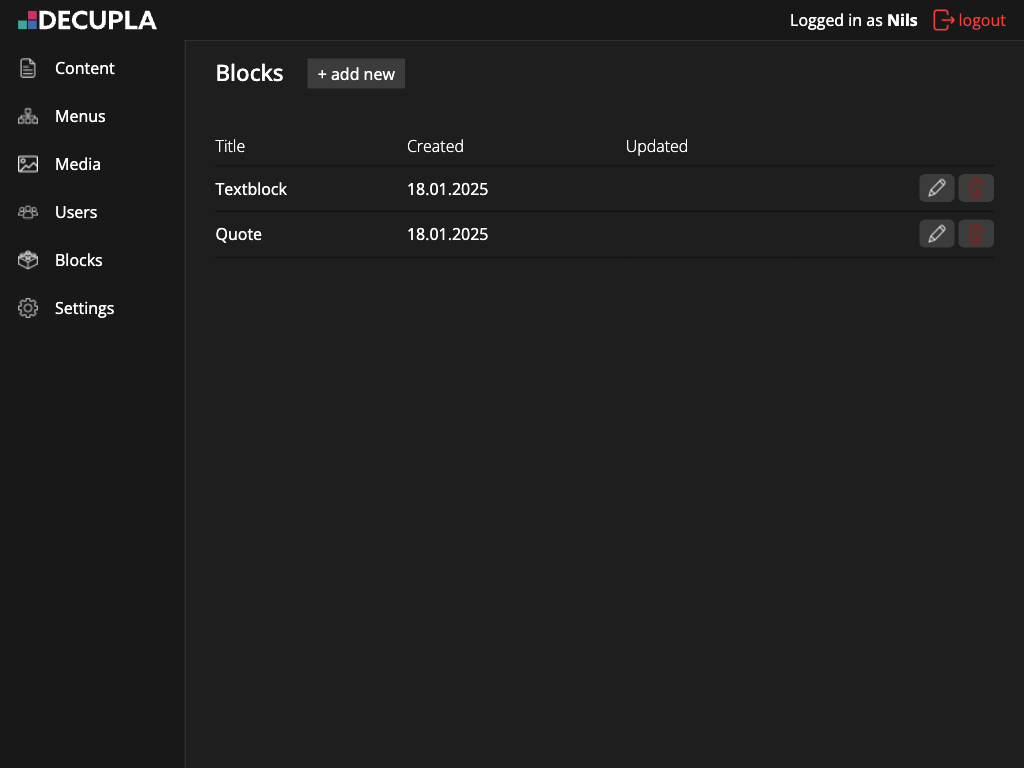 DECUPLA
Logged in as Nils logout
Content
Menus
Media
Users
Blocks
Settings
Blocks + add new
Title Created Updated
Textblock 18.01.2025
Quote 18.01.2025